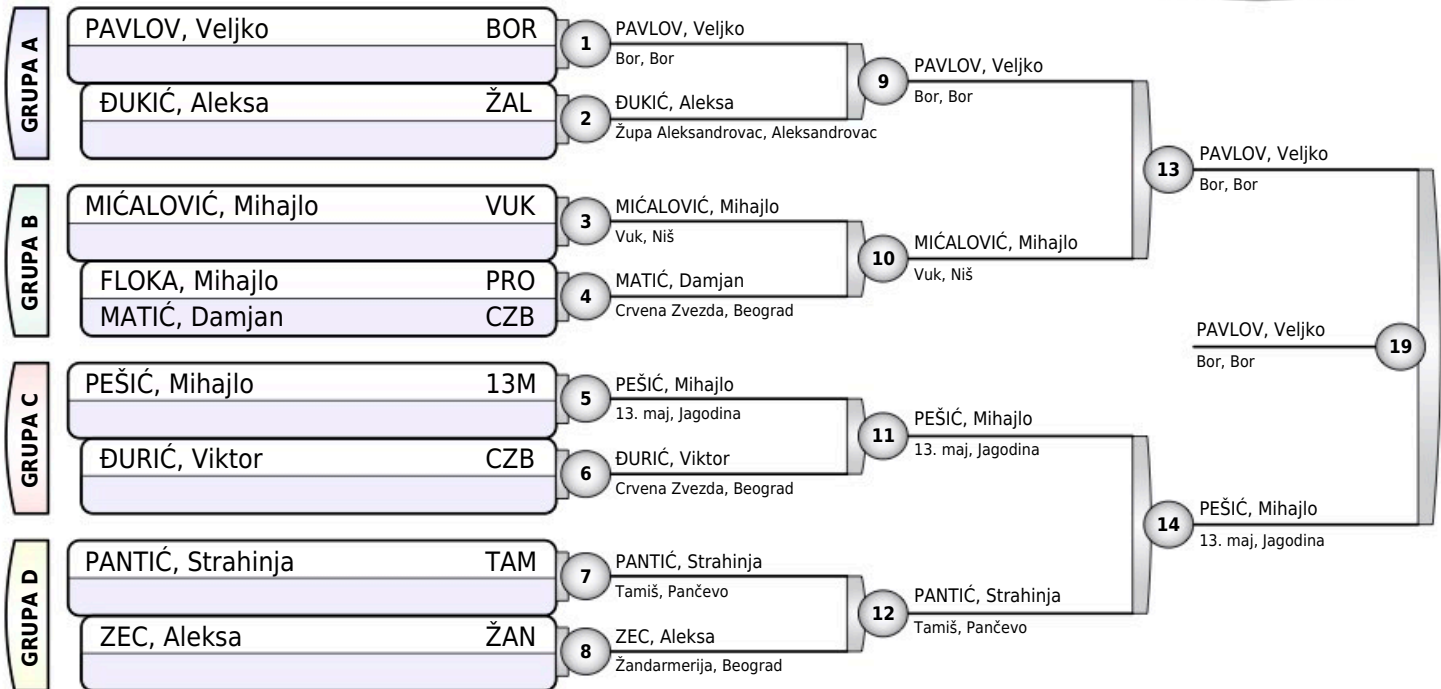 GRUPA A
PAVLOV, Veljko BOR
ĐUKIĆ, Aleksa ŽAL
1
PAVLOV, Veljko
Bor, Bor
2
ĐUKIĆ, Aleksa
Župa Aleksandrovac, Aleksandrovac
9
PAVLOV, Veljko
Bor, Bor
GRUPA B
MIĆALOVIĆ, Mihajlo VUK
FLOKA, Mihajlo PRO
MATIĆ, Damjan CZB
3
MIĆALOVIĆ, Mihajlo
Vuk, Niš
4
MATIĆ, Damjan
Crvena Zvezda, Beograd
10
MIĆALOVIĆ, Mihajlo
Vuk, Niš
13
PAVLOV, Veljko
Bor, Bor
GRUPA C
PEŠIĆ, Mihajlo 13M
ĐURIĆ, Viktor CZB
5
PEŠIĆ, Mihajlo
13. maj, Jagodina
6
ĐURIĆ, Viktor
Crvena Zvezda, Beograd
11
PEŠIĆ, Mihajlo
13. maj, Jagodina
GRUPA D
PANTIĆ, Strahinja TAM
ZEC, Aleksa ŽAN
7
PANTIĆ, Strahinja
Tamiš, Pančevo
8
ZEC, Aleksa
Žandarmerija, Beograd
12
PANTIĆ, Strahinja
Tamiš, Pančevo
14
PEŠIĆ, Mihajlo
13. maj, Jagodina
PAVLOV, Veljko
Bor, Bor
19